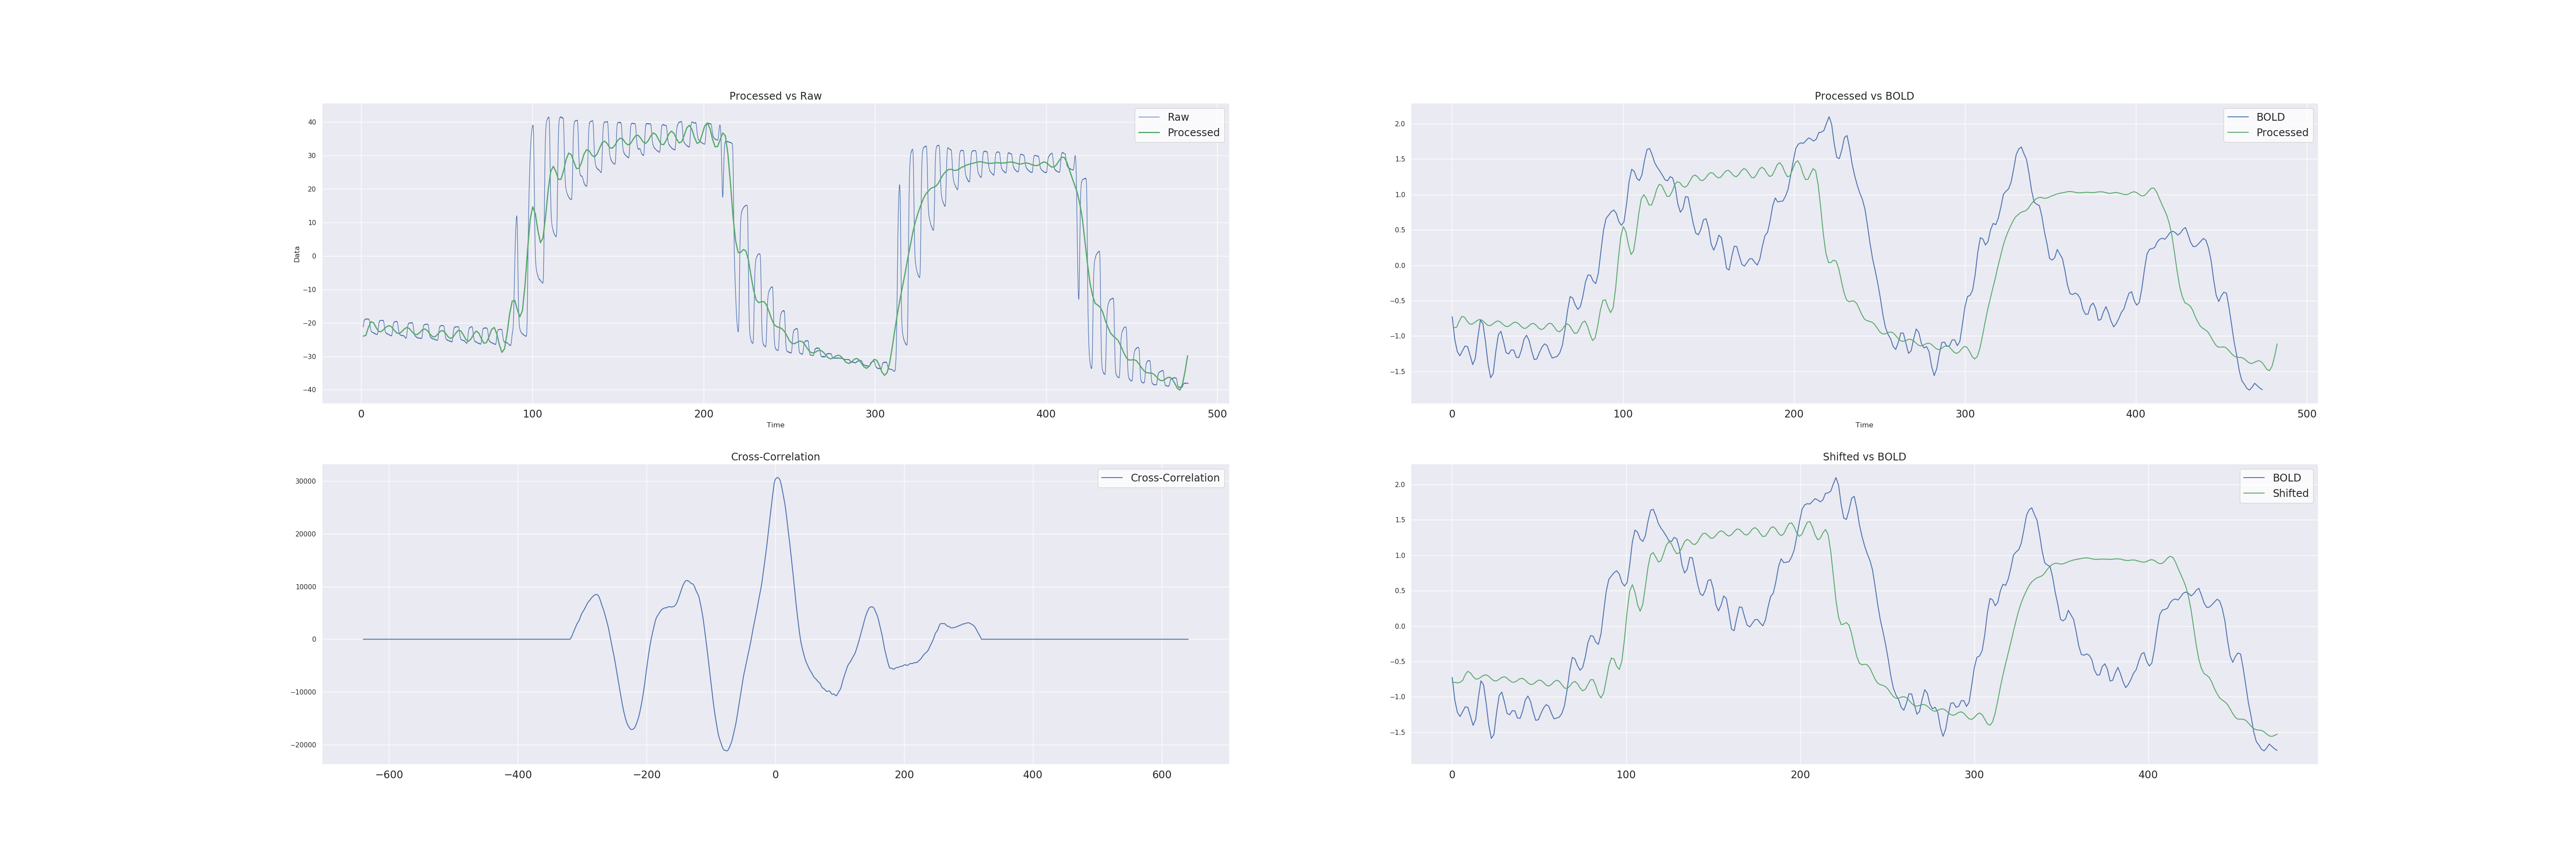 Processed vs Raw
Raw
Processed
40
30
20
10
0
−10
−20
−30
−40
Data
0 100 200 300 400 500
Time
Processed vs BOLD
BOLD
Processed
2.0
1.5
1.0
0.5
0.0
−0.5
−1.0
−1.5
0 100 200 300 400 500
Time
Cross-Correlation
Cross-Correlation
30000
20000
10000
0
−10000
−20000
−600 −400 −200 0 200 400 600
Shifted vs BOLD
BOLD
Shifted
2.0
1.5
1.0
0.5
0.0
−0.5
−1.0
−1.5
0 100 200 300 400